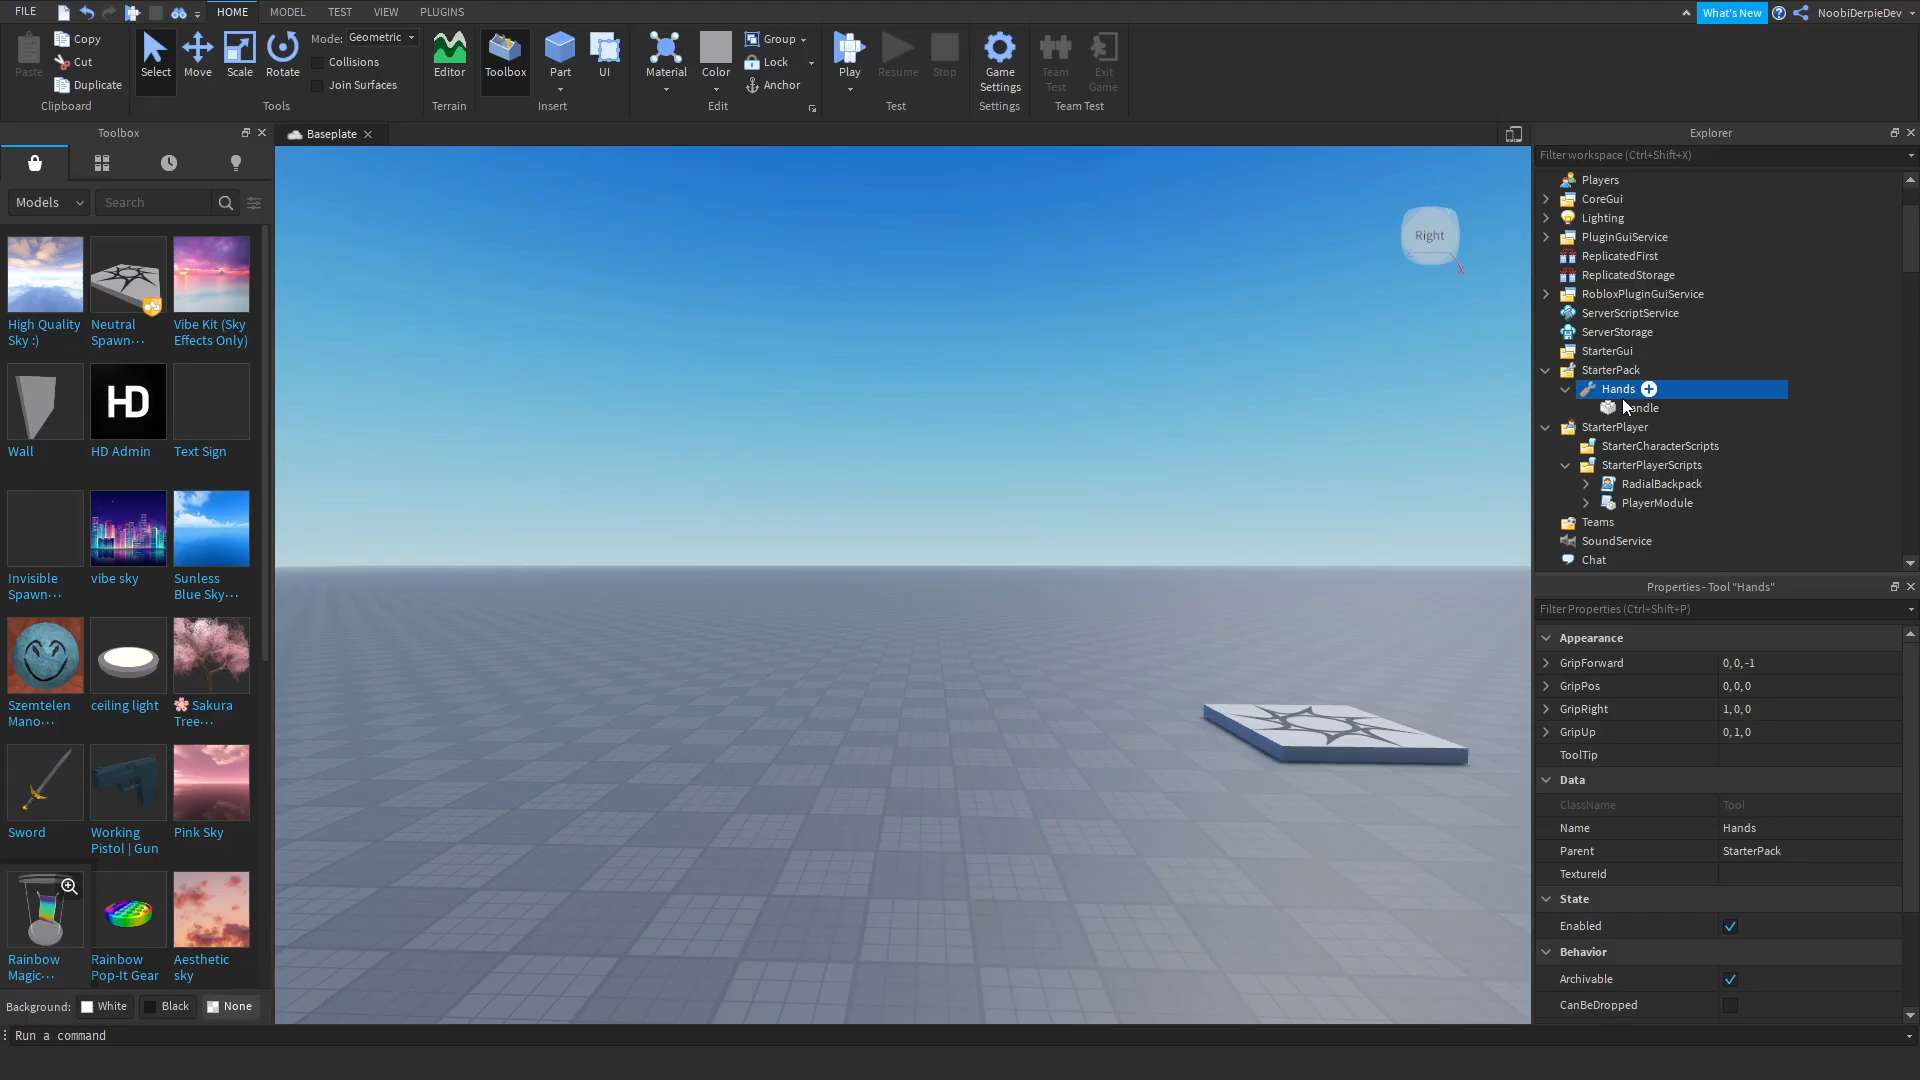 FILE HOME MODEL TEST VIEW PLUGINS What's New NoobiDerpieDev
Paste Copy Cut Duplicate Clipboard
Select Move Scale Rotate Mode: Geometric Collisions Join Surfaces Tools
Editor Terrain
Toolbox Part UI Insert
Material Color Group Lock Anchor Edit
Play Resume Stop Test
Game Settings Settings
Team Test Exit Game Team Test
Toolbox
Models Search
High Quality Sky :) Neutral Spawn··· Vibe Kit (Sky Effects Only)
Wall HD HD Admin Text Sign
Invisible Spawn··· vibe sky Sunless Blue Sky···
Szemtelen Mano··· ceiling light 🌸 Sakura Tree···
Sword Working Pistol | Gun Pink Sky
Rainbow Magic··· Rainbow Pop-It Gear Aesthetic sky
Background: White Black None
Run a command
Baseplate
Right
Y
X
Explorer
Filter workspace (Ctrl+Shift+X)
Players
CoreGui
Lighting
PluginGuiService
ReplicatedFirst
ReplicatedStorage
RobloxPluginGuiService
ServerScriptService
ServerStorage
StarterGui
StarterPack
Hands
andle
StarterPlayer
StarterCharacterScripts
StarterPlayerScripts
RadialBackpack
PlayerModule
Teams
SoundService
Chat
Properties - Tool "Hands"
Filter Properties (Ctrl+Shift+P)
Appearance
GripForward 0, 0, -1
GripPos 0, 0, 0
GripRight 1, 0, 0
GripUp 0, 1, 0
ToolTip
Data
ClassName Tool
Name Hands
Parent StarterPack
TextureId
State
Enabled
Behavior
Archivable
CanBeDropped